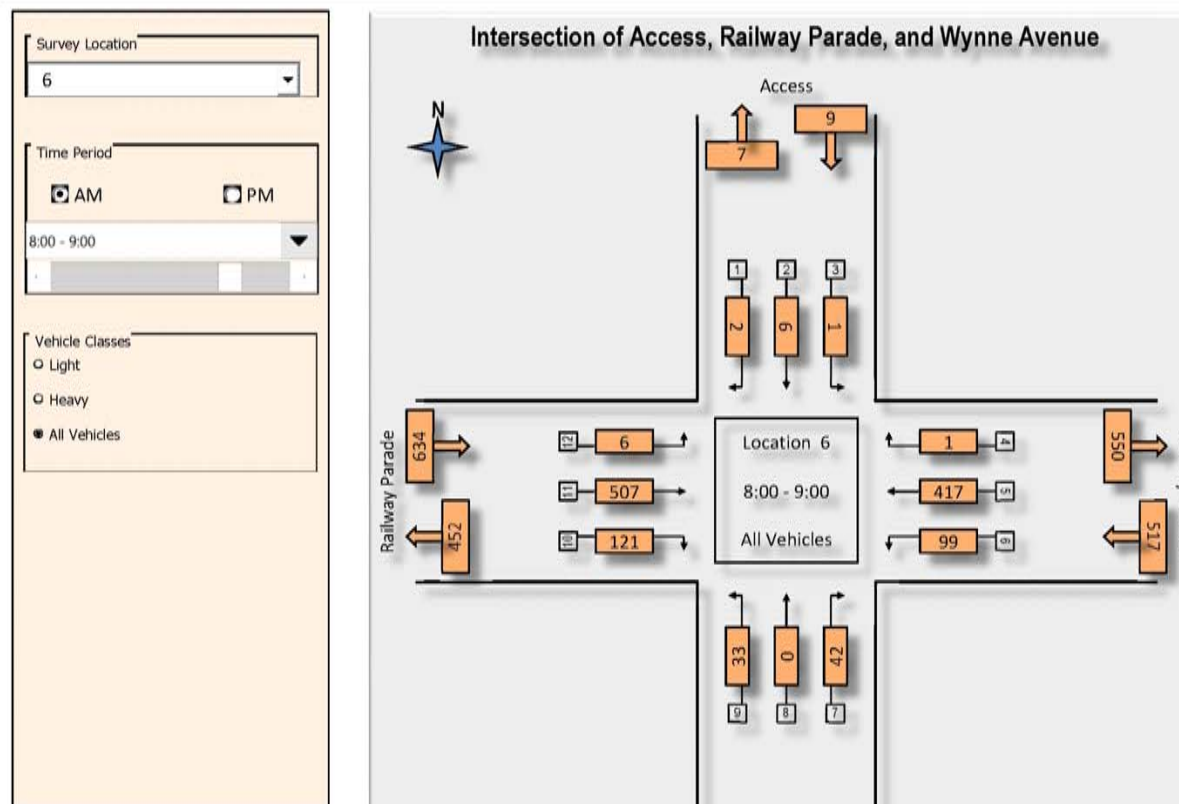 Survey Location
6
Time Period
AM
PM
8:00 - 9:00
Vehicle Classes
Light
Heavy
All Vehicles
Intersection of Access, Railway Parade, and Wynne Avenue
Access
N
7
9
1
2
3
2
6
1
Railway Parade
634
452
12
6
11
507
10
121
Location 6
8:00 - 9:00
All Vehicles
1
4
417
5
99
6
550
517
33
0
42
9
8
7